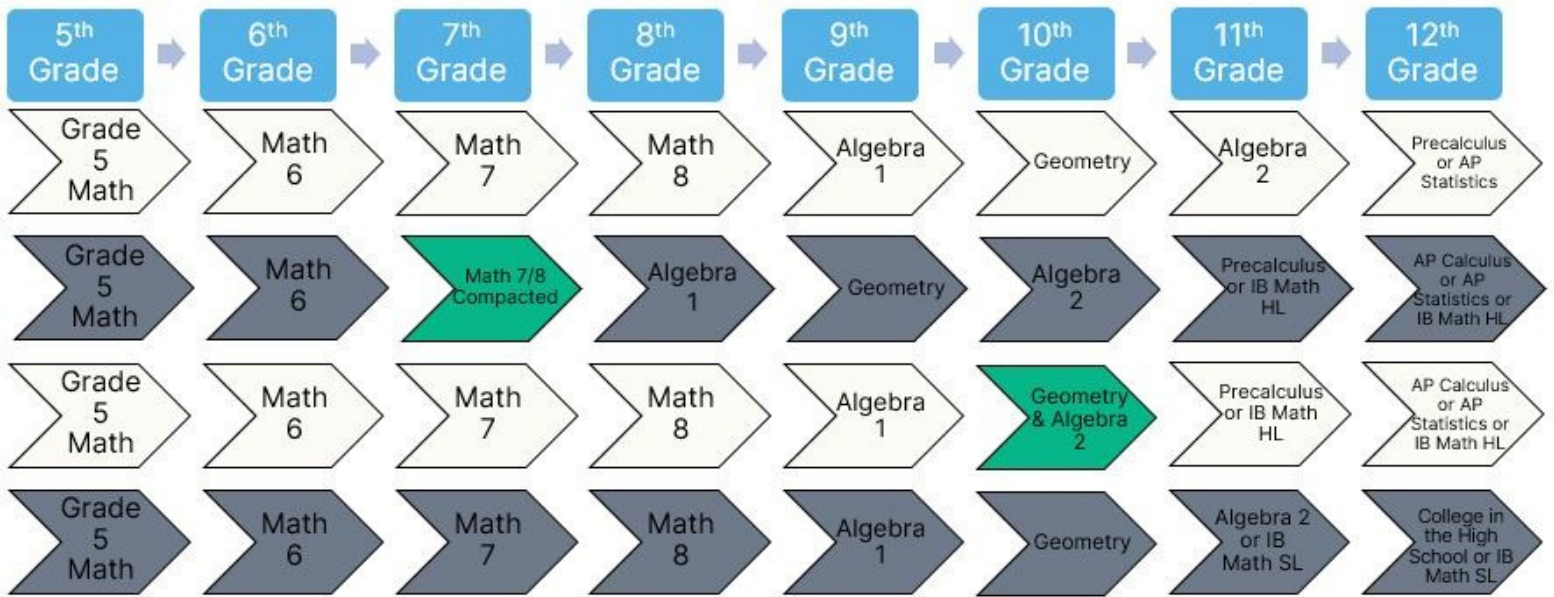 5th
Grade
6th
Grade
7th
Grade
8th
Grade
9th
Grade
10th
Grade
11th
Grade
12th
Grade
Grade
5
Math
Math
6
Math
7
Math
8
Algebra
1
Geometry
Algebra
2
Precalculus
or AP
Statistics
Grade
5
Math
Math
6
Math 7/8
Compacted
Algebra
1
Geometry
Algebra
2
Precalculus
or IB Math
HL
AP Calculus
or AP
Statistics or
IB Math HL
Grade
5
Math
Math
6
Math
7
Math
8
Algebra
1
Geometry
& Algebra
2
Precalculus
or IB Math
HL
AP Calculus
or AP
Statistics or
IB Math HL
Grade
5
Math
Math
6
Math
7
Math
8
Algebra
1
Geometry
Algebra 2
or IB
Math SL
College in
the High
School or IB
Math SL